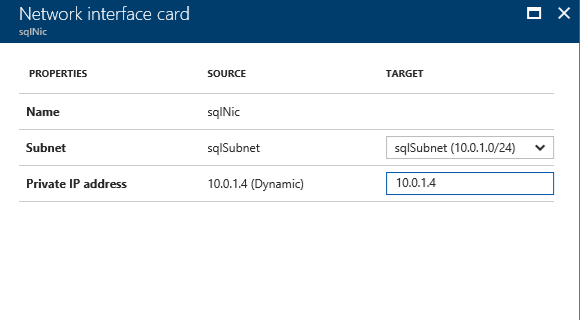 Network interface card
sqlNic
PROPERTIES SOURCE TARGET
Name sqlNic
Subnet sqlSubnet sqlSubnet (10.0.1.0/24)
Private IP address 10.0.1.4 (Dynamic) 10.0.1.4